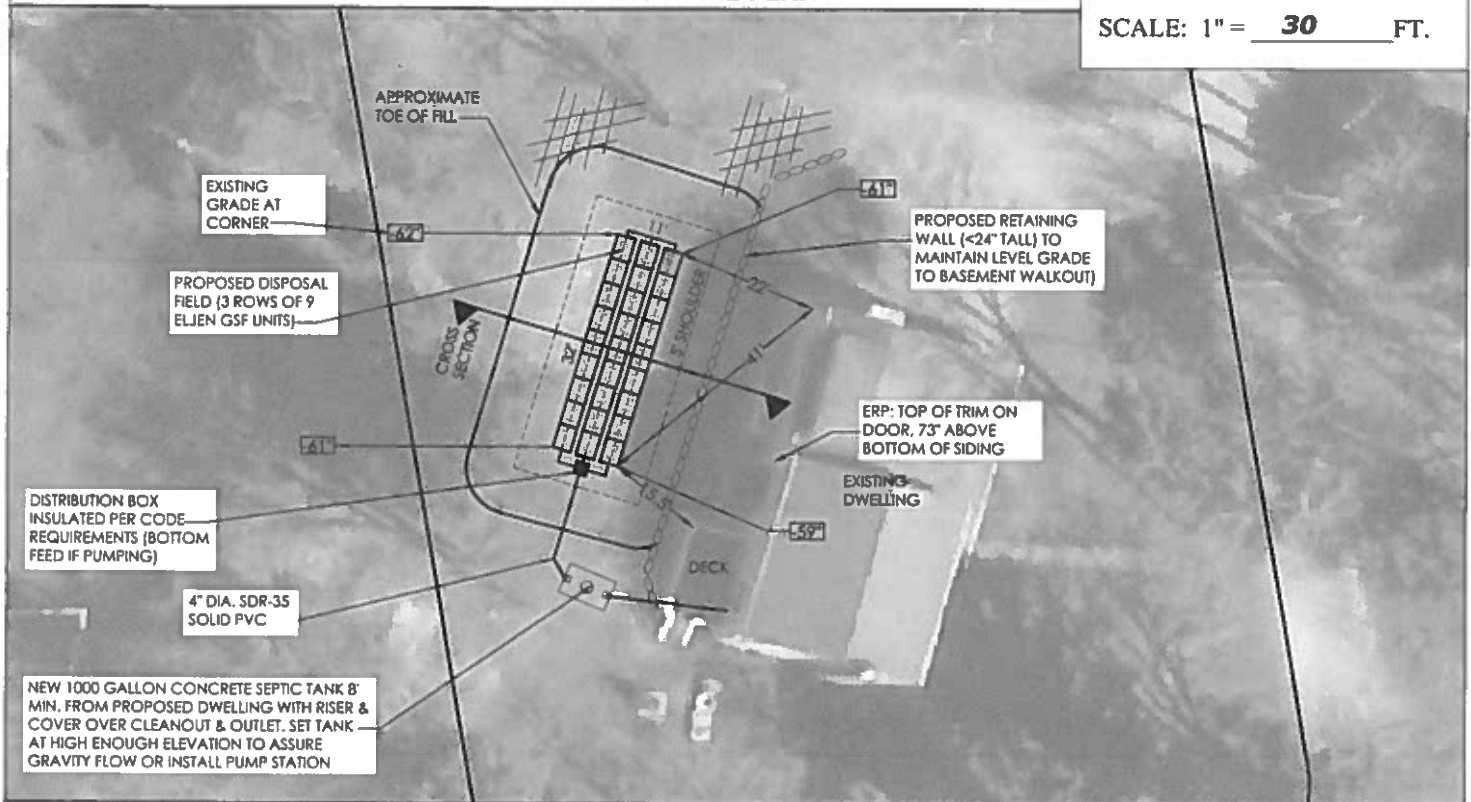 SCALE: 1" = 30 FT.
APPROXIMATE
TOE OF FILL
EXISTING
GRADE AT
CORNER
-62"
-61"
11'
PROPOSED RETAINING
WALL (<24" TALL) TO
MAINTAIN LEVEL GRADE
TO BASEMENT WALKOUT)
PROPOSED DISPOSAL
FIELD (3 ROWS OF 9
ELJEN GSF UNITS)
5' SHOULDER
22'
41'
CROSS
SECTION
32'
ERP: TOP OF TRIM ON
DOOR, 73" ABOVE
BOTTOM OF SIDING
EXISTING
DWELLING
-61"
DISTRIBUTION BOX
INSULATED PER CODE
REQUIREMENTS (BOTTOM
FEED IF PUMPING)
15.5'
-59"
DECK
4" DIA. SDR-35
SOLID PVC
NEW 1000 GALLON CONCRETE SEPTIC TANK 8'
MIN. FROM PROPOSED DWELLING WITH RISER &
COVER OVER CLEANOUT & OUTLET. SET TANK
AT HIGH ENOUGH ELEVATION TO ASSURE
GRAVITY FLOW OR INSTALL PUMP STATION